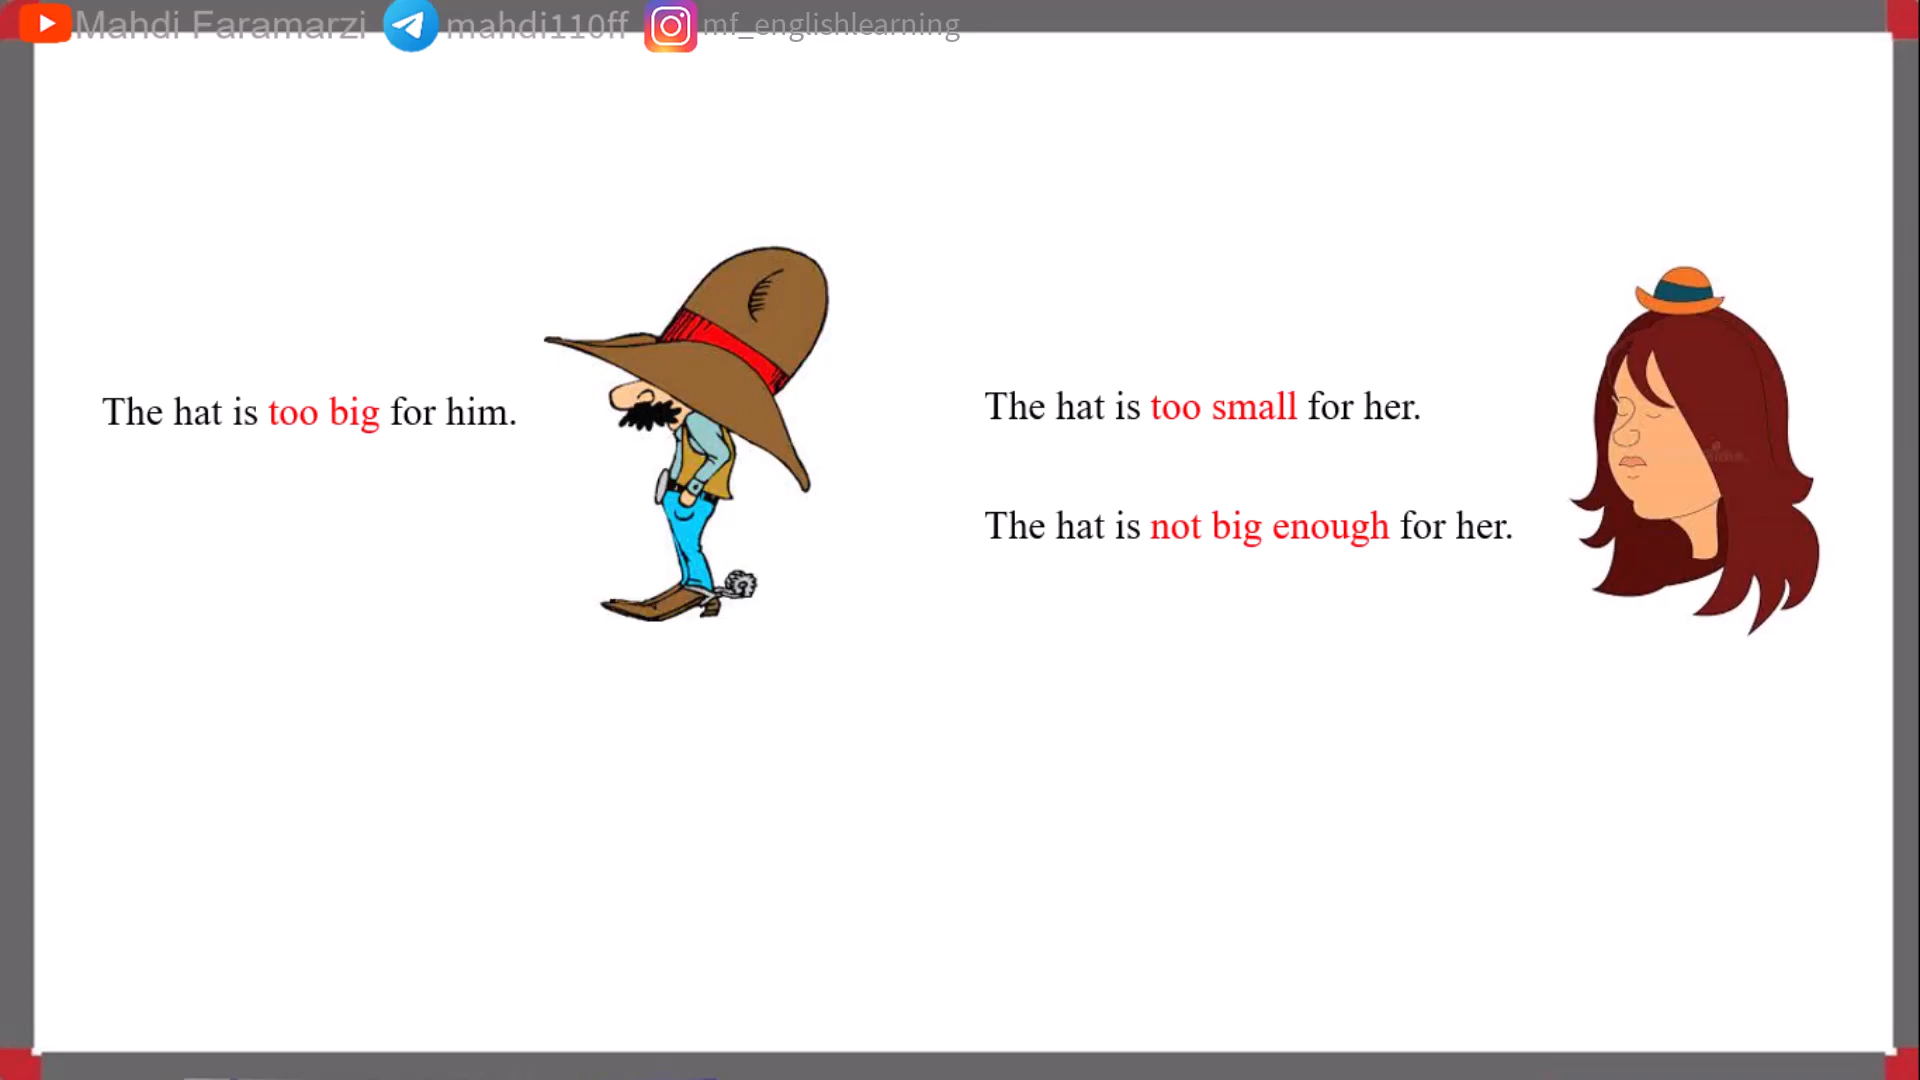 Mahdi Faramarzi mahdi110ff mf_englishlearning
The hat is too big for him.
The hat is too small for her.
The hat is not big enough for her.